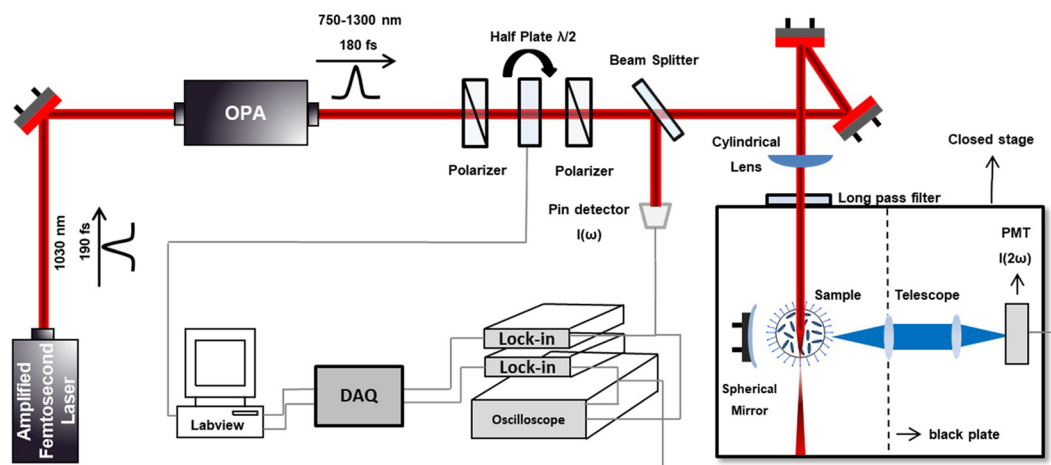 750-1300 nm
180 fs
Half Plate λ/2
Beam Splitter
OPA
Polarizer
Polarizer
Cylindrical
Lens
Closed stage
Long pass filter
Pin detector
I(ω)
1030 nm
190 fs
PMT
I(2ω)
Sample
Telescope
Spherical
Mirror
black plate
Amplified
Femtosecond
Laser
Labview
DAQ
Lock-in
Lock-in
Oscilloscope